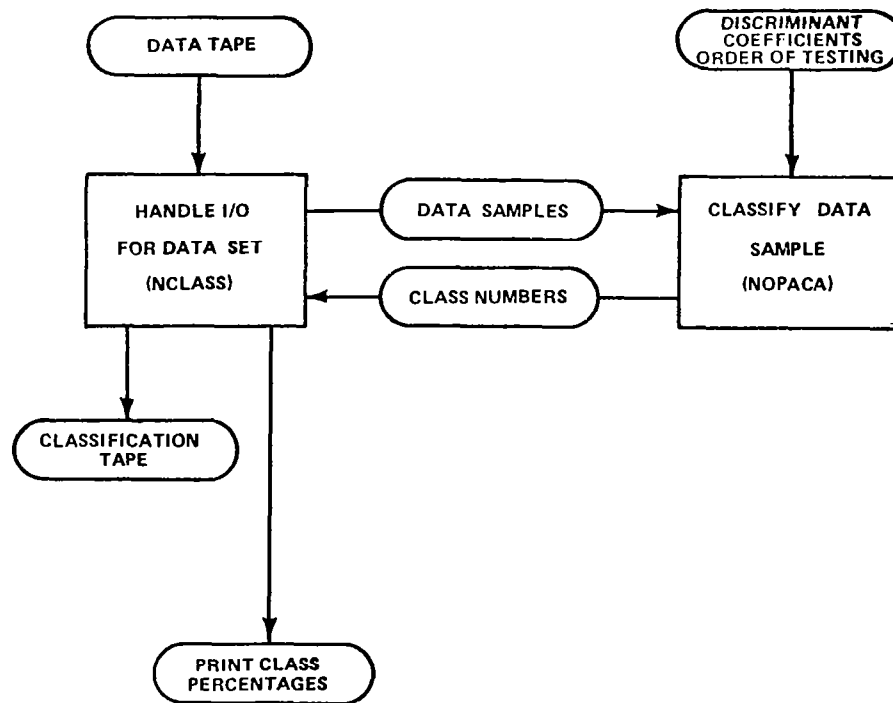 DATA TAPE
DISCRIMINANT
COEFFICIENTS
ORDER OF TESTING
HANDLE I/O
FOR DATA SET
(NCLASS)
DATA SAMPLES
CLASS NUMBERS
CLASSIFY DATA
SAMPLE
(NOPACA)
CLASSIFICATION
TAPE
PRINT CLASS
PERCENTAGES